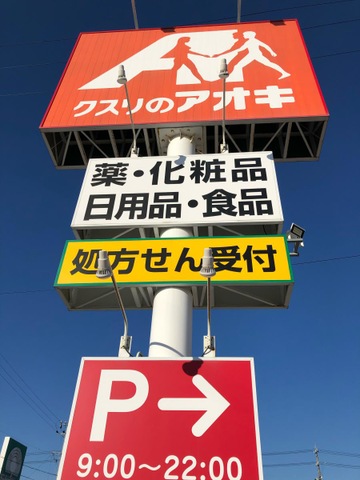 クスリのアオキ
薬・化粧品
日用品・食品
処方せん受付
P→
9:00～22:00